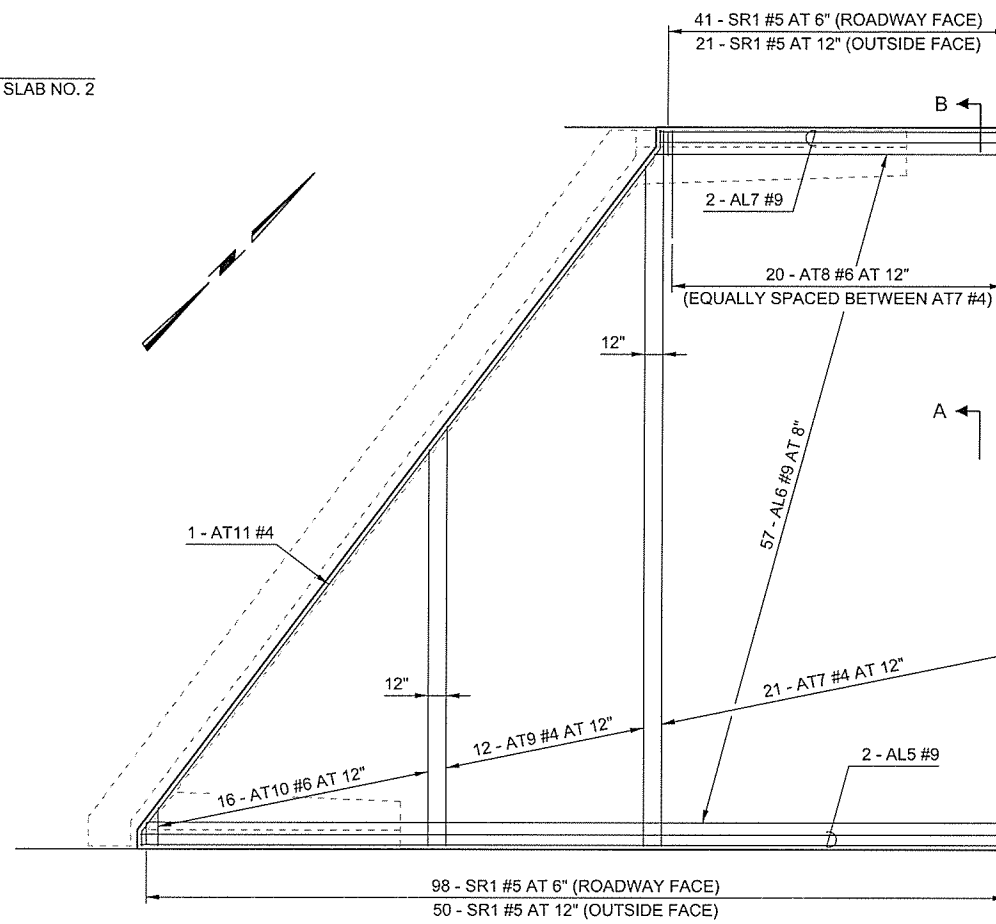 41 - SR1 #5 AT 6" (ROADWAY FACE)
21 - SR1 #5 AT 12" (OUTSIDE FACE)
SLAB NO. 2
B
2 - AL7 #9
20 - AT8 #6 AT 12"
(EQUALLY SPACED BETWEEN AT7 #4)
12"
A
57 - AL6 #9 AT 8"
1 - AT11 #4
12"
21 - AT7 #4 AT 12"
12 - AT9 #4 AT 12"
2 - AL5 #9
16 - AT10 #6 AT 12"
98 - SR1 #5 AT 6" (ROADWAY FACE)
50 - SR1 #5 AT 12" (OUTSIDE FACE)